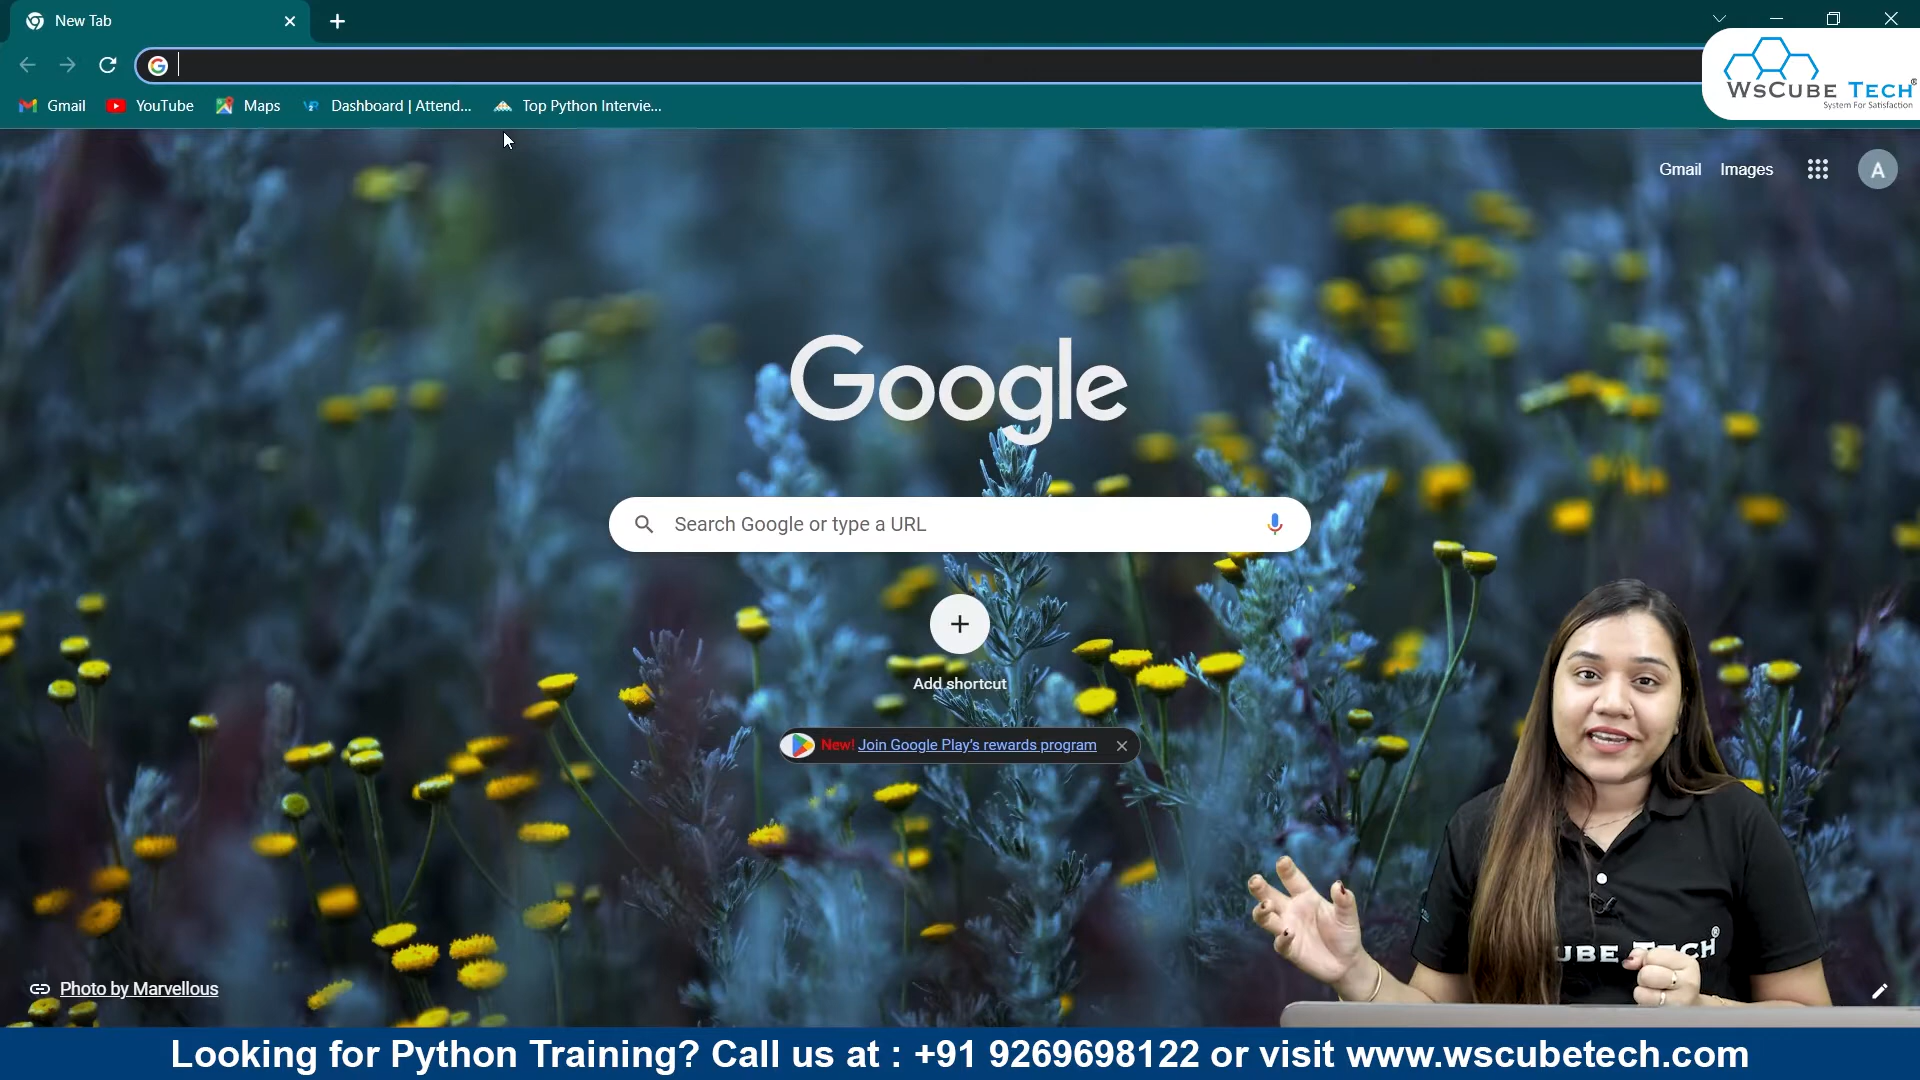 New Tab
Gmail YouTube Maps Dashboard | Attend... Top Python Intervie...
WsCUBE TECH®
System For Satisfaction
Gmail Images A
Google
Search Google or type a URL
Add shortcut
New! Join Google Play's rewards program
UBE TECH®
Photo by Marvellous
Looking for Python Training? Call us at : +91 9269698122 or visit www.wscubetech.com